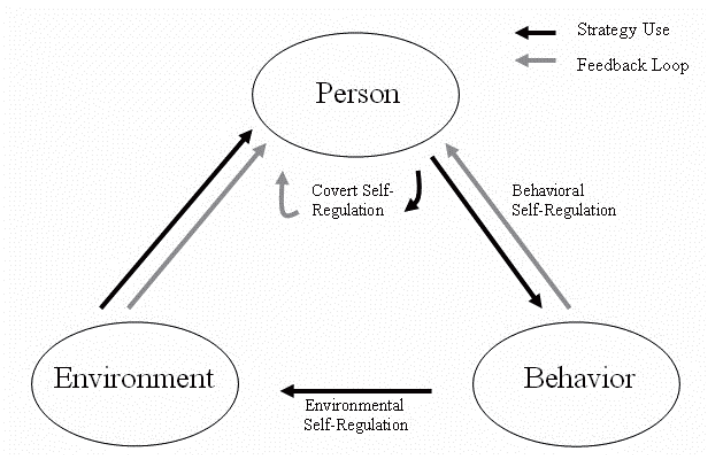 Strategy Use
Feedback Loop
Person
Covert Self-
Regulation
Behavioral
Self-Regulation
Environment
Behavior
Environmental
Self-Regulation